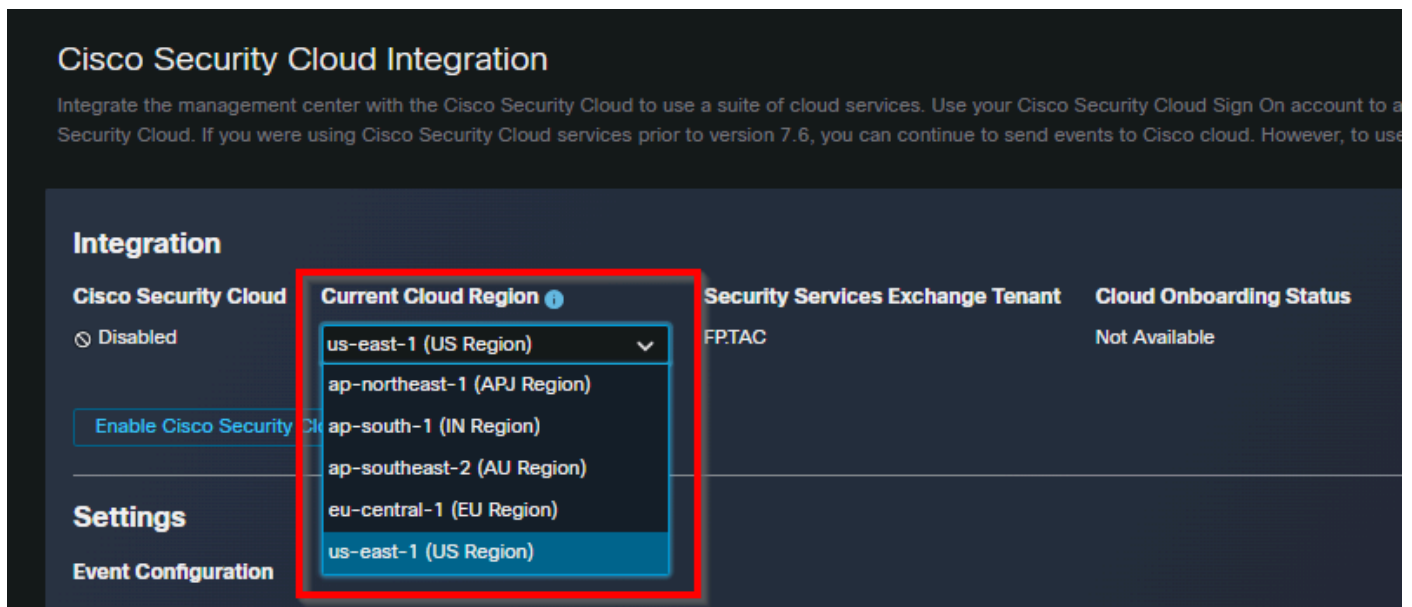 Cisco Security Cloud Integration
Integrate the management center with the Cisco Security Cloud to use a suite of cloud services. Use your Cisco Security Cloud Sign On account to a
Security Cloud. If you were using Cisco Security Cloud services prior to version 7.6, you can continue to send events to Cisco cloud. However, to use
Integration
Cisco Security Cloud Current Cloud Region Security Services Exchange Tenant Cloud Onboarding Status
Disabled us-east-1 (US Region) FP.TAC Not Available
ap-northeast-1 (APJ Region)
Enable Cisco Security Clo ap-south-1 (IN Region)
ap-southeast-2 (AU Region)
eu-central-1 (EU Region)
Settings
us-east-1 (US Region)
Event Configuration